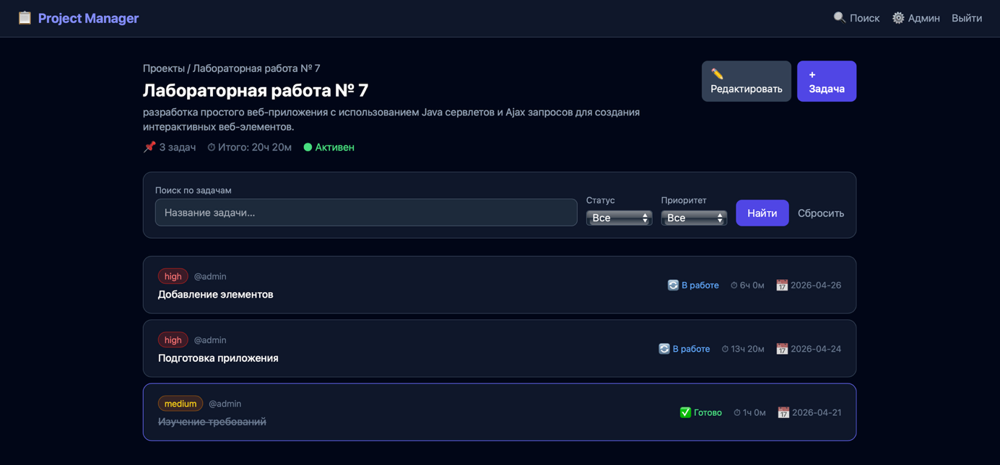 Project Manager
Поиск
Админ
Выйти
Проекты / Лабораторная работа № 7
Лабораторная работа № 7
разработка простого веб-приложения с использованием Java сервлетов и Ajax запросов для создания
интерактивных веб-элементов.
3 задач
Итого: 20ч 20м
Активен
Редактировать
+
Задача
Поиск по задачам
Название задачи...
Статус
Все
Приоритет
Все
Найти
Сбросить
high @admin
Добавление элементов
В работе
6ч 0м
17
2026-04-26
high @admin
Подготовка приложения
В работе
13ч 20м
17
2026-04-24
medium @admin
Изучение требований
Готово
1ч 0м
17
2026-04-21